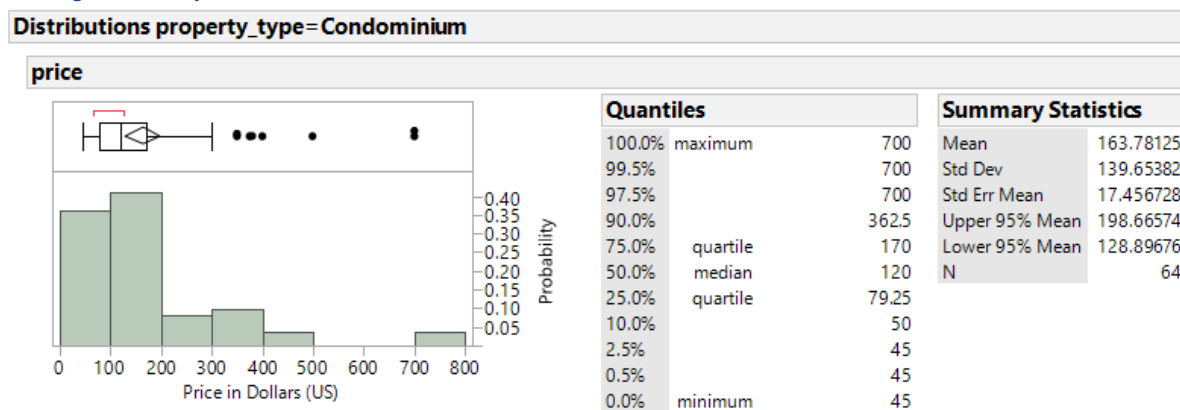 Distributions property_type=Condominium
price
0.40
0.35
0.30
0.25
0.20
0.15
0.10
0.05
Probability
0 100 200 300 400 500 600 700 800
Price in Dollars (US)
Quantiles
100.0% maximum 700
99.5% 700
97.5% 700
90.0% 362.5
75.0% quartile 170
50.0% median 120
25.0% quartile 79.25
10.0% 50
2.5% 45
0.5% 45
0.0% minimum 45
Summary Statistics
Mean 163.78125
Std Dev 139.65382
Std Err Mean 17.456728
Upper 95% Mean 198.66574
Lower 95% Mean 128.89676
N 64